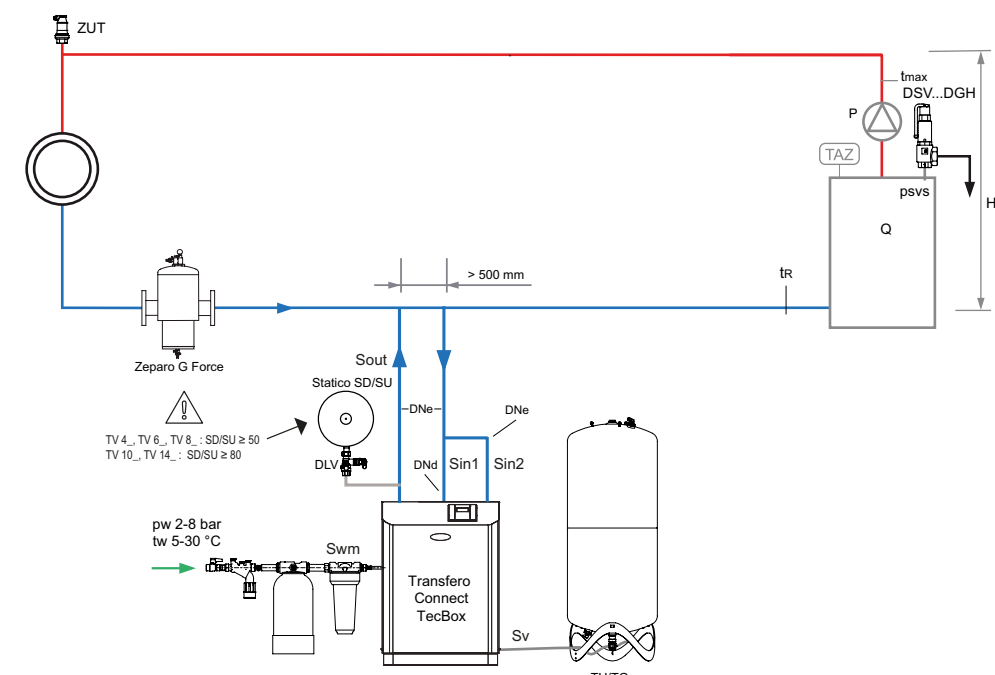 ZUT
tmax
DSV...DGH
P
TAZ
psvs
Q
H
> 500 mm
tR
Zeparo G Force
Sout
Statico SD/SU
DNe
DNe
TV 4_, TV 6_, TV 8_ : SD/SU ≥ 50
TV 10_, TV 14_ : SD/SU ≥ 80
DLV
DNd
Sin1
Sin2
pw 2-8 bar
tw 5-30 °C
Swm
Transfero
Connect
TecBox
Sv